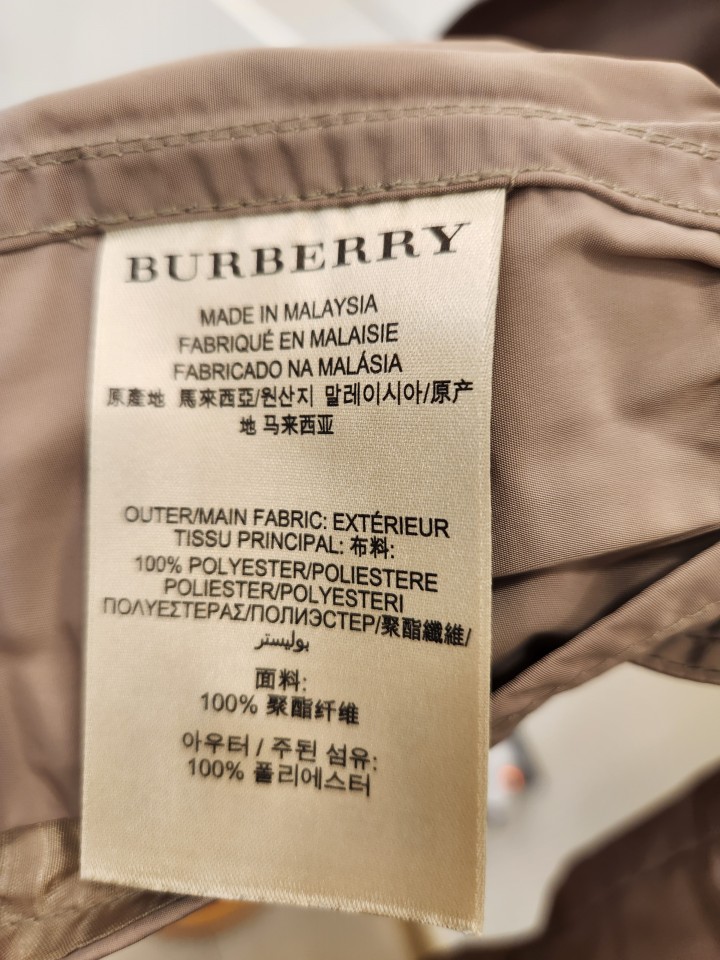 BURBERRY
MADE IN MALAYSIA
FABRIQUÉ EN MALAISIE
FABRICADO NA MALÁSIA
原產地 馬來西亞/원산지 말레이시아/原产
地 马来西亚
OUTER/MAIN FABRIC: EXTÉRIEUR
TISSU PRINCIPAL: 布料:
100% POLYESTER/POLIESTERE
POLIESTER/POLYESTERI
ΠΟΛΥΕΣΤΕΡΑΣ/ПОЛИЭСТЕР/聚酯纖維/
بوليستر
面料:
100% 聚酯纤维
아우터 / 주된 섬유:
100% 폴리에스터